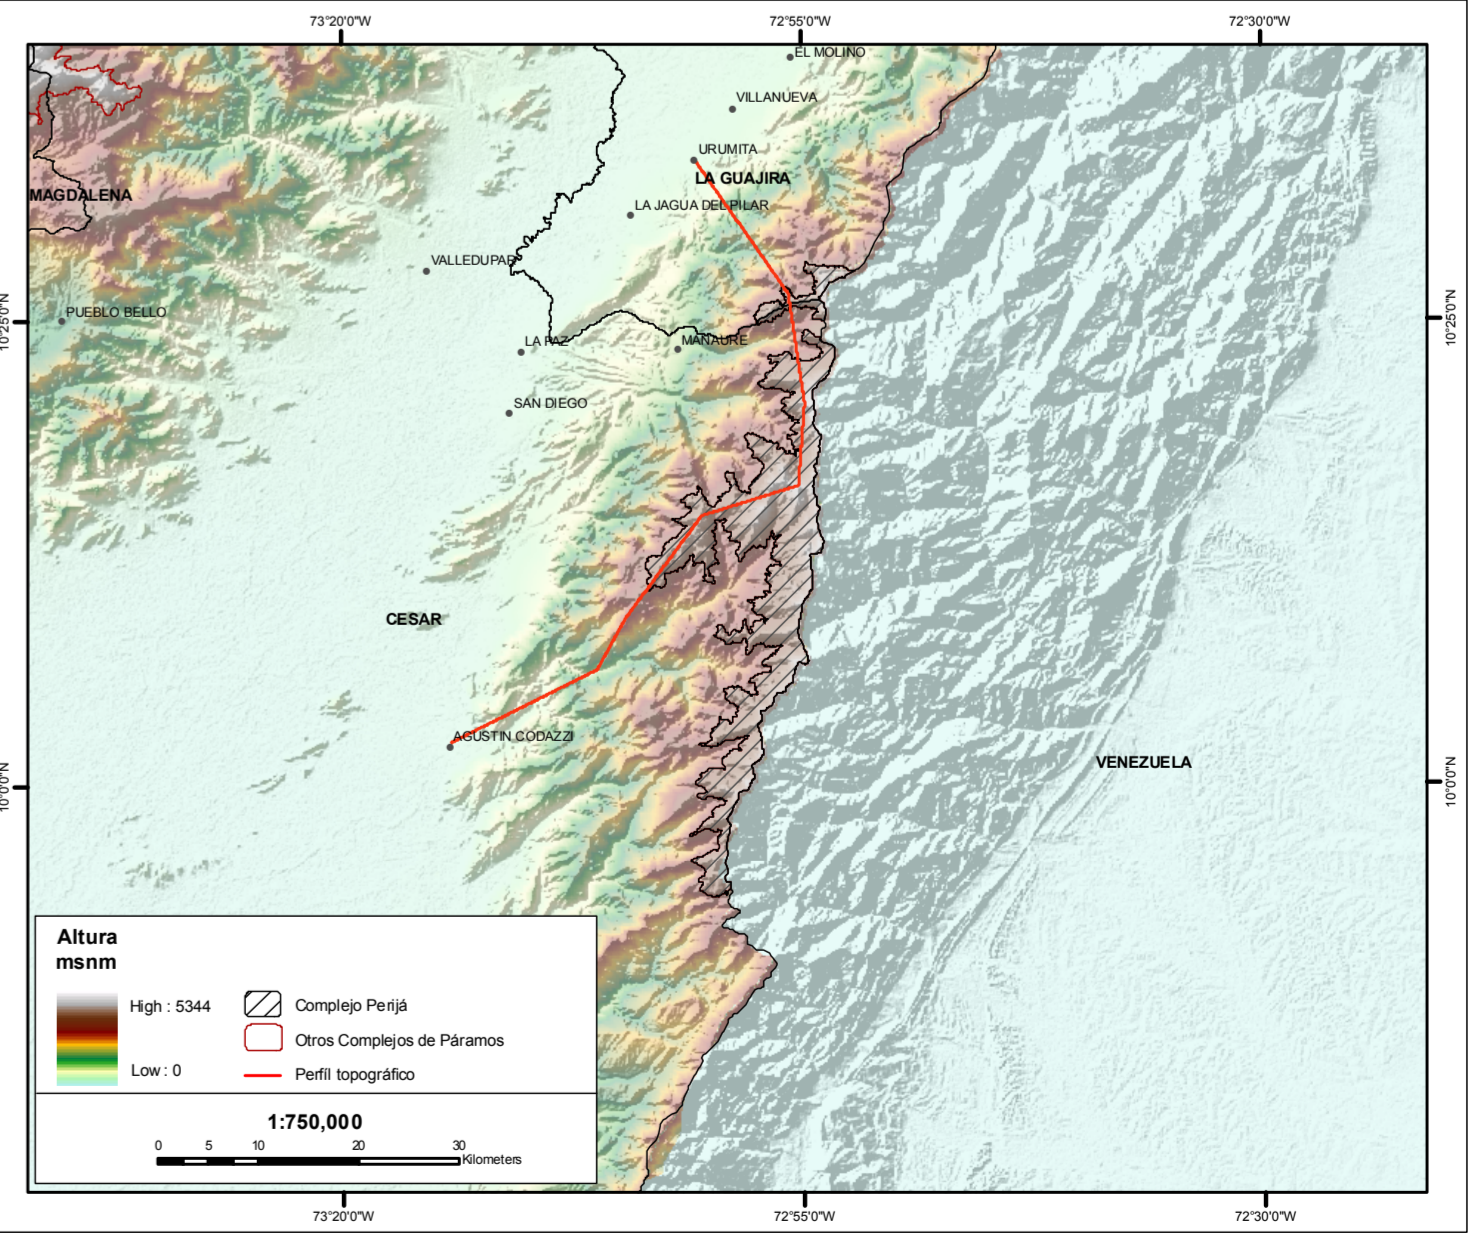 73°20'0"W
72°55'0"W
72°30'0"W
EL MOLINO
VILLANUEVA
URUMITA
LA GUAJIRA
MAGDALENA
LA JAGUA DEL PILAR
VALLEDUPAR
PUEBLO BELLO
10°25'0"N
10°25'0"N
LA PAZ
MANAURE
SAN DIEGO
CESAR
AGUSTIN CODAZZI
VENEZUELA
10°0'0"N
10°0'0"N
Altura
msnm
High : 5344
Low : 0
Complejo Perijá
Otros Complejos de Páramos
Perfíl topográfico
1:750,000
0 5 10 20 30
Kilometers
73°20'0"W
72°55'0"W
72°30'0"W